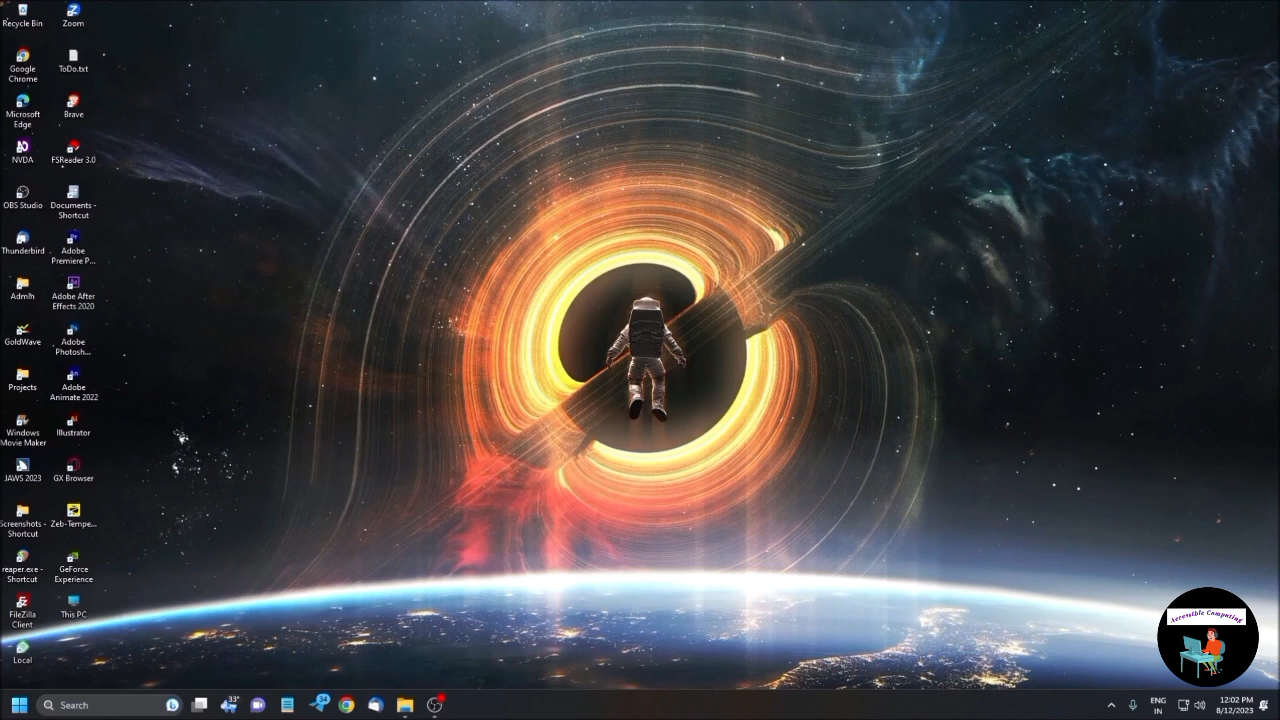 Recycle Bin
Zoom
Google
Chrome
ToDo.txt
Microsoft
Edge
Brave
NVDA
FSReader 3.0
OBS Studio
Documents -
Shortcut
Thunderbird
Adobe
Premiere P...
Adobe After
Effects 2020
GoldWave
Adobe
Photosh...
Projects
Adobe
Animate 2022
Windows
Movie Maker
Illustrator
JAWS 2023
GX Browser
Screenshots -
Shortcut
Zeb-Tempe...
reaper.exe -
Shortcut
GeForce
Experience
FileZilla
Client
This PC
Local
Accessible Computing
Search
33°
34
ENG
IN
12:02 PM
8/12/2023